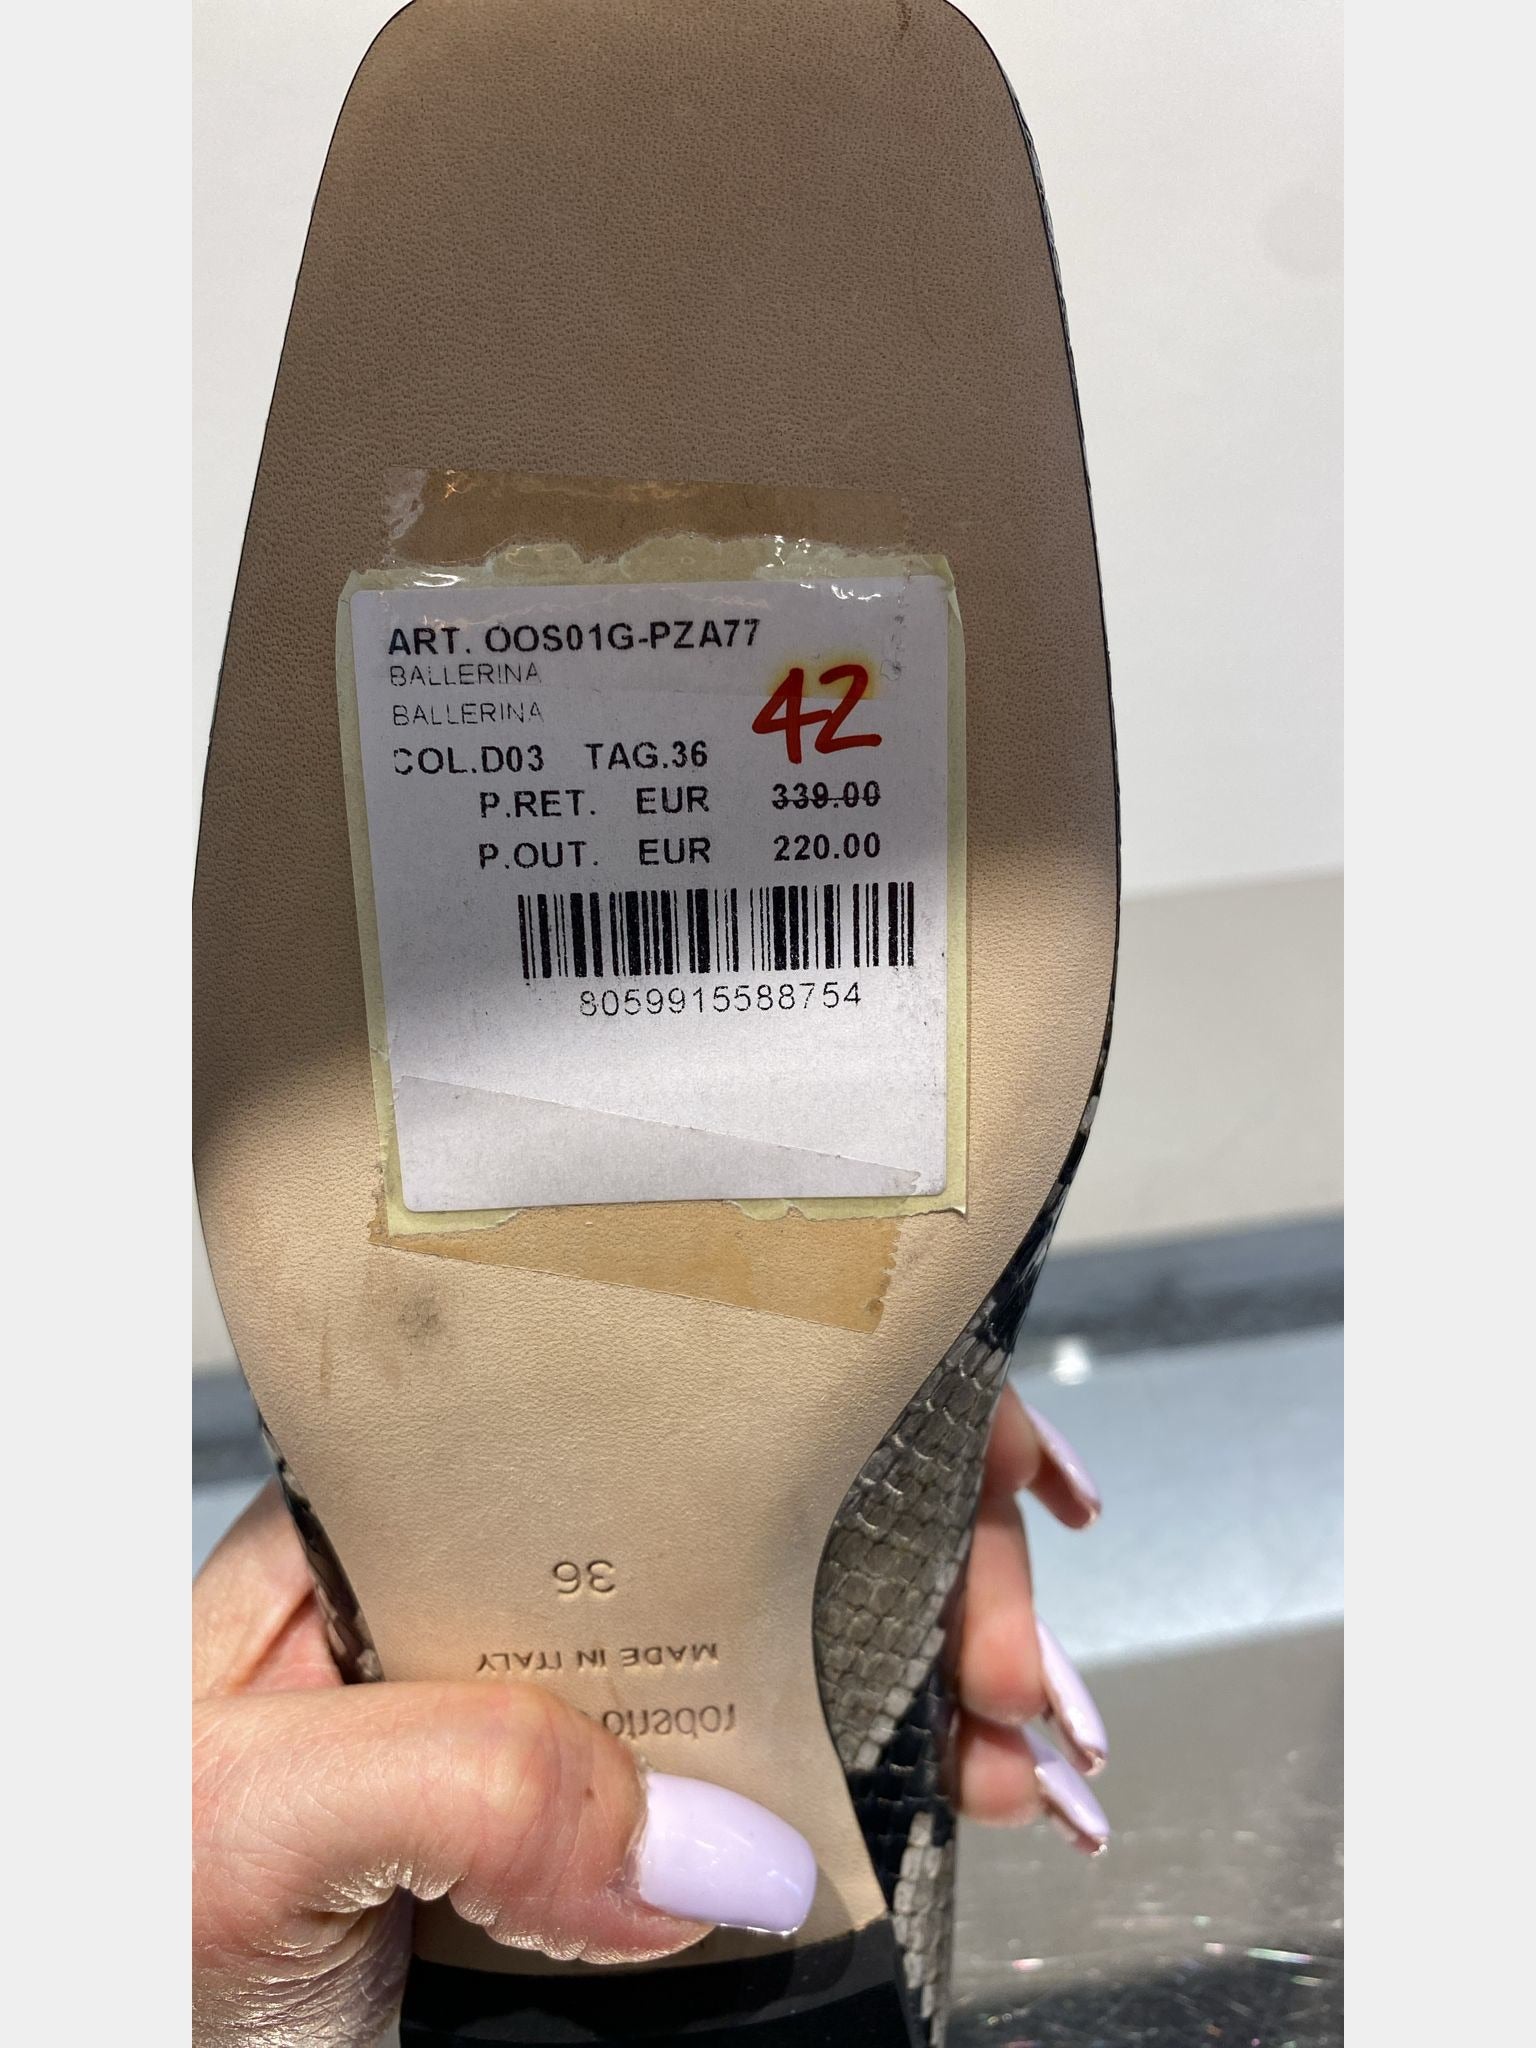 ART. OOS01G-PZA77
BALLERINA
42
BALLERINA
COL.D03 TAG.36
P.RET. EUR 339.00
P.OUT. EUR 220.00
8059915588754
36
MADE IN ITALY
roberto